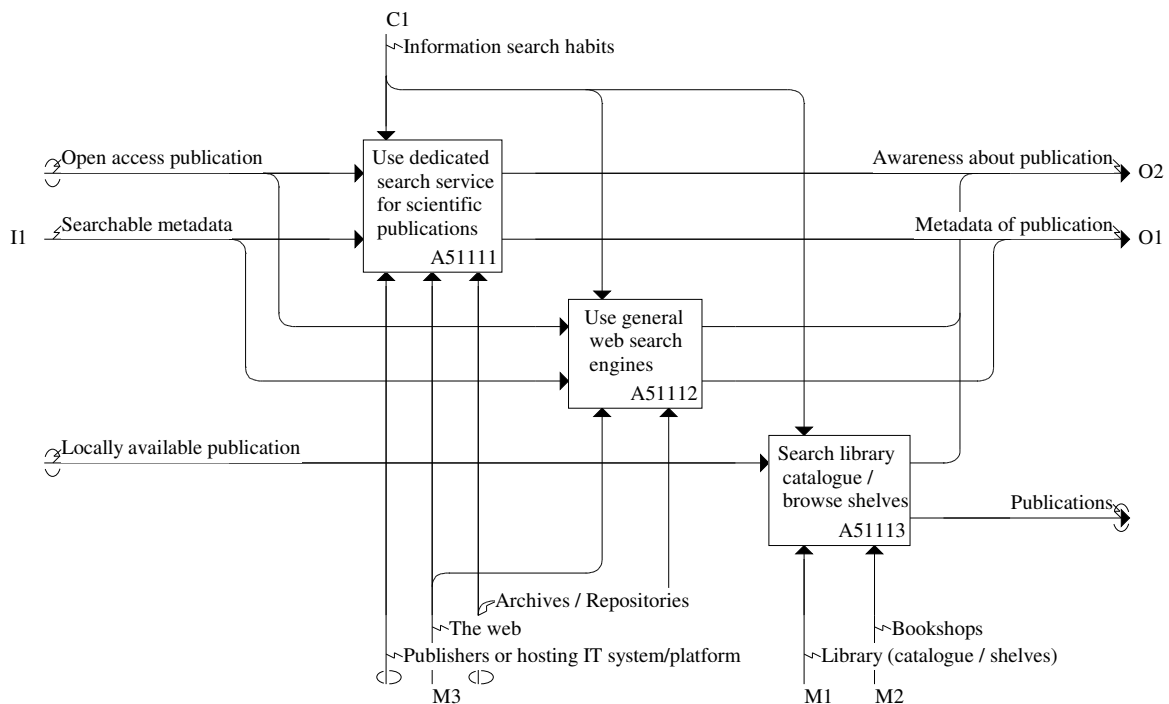 C1
Information search habits
Open access publication
Use dedicated
search service
for scientific
publications
A51111
Awareness about publication
O2
I1
Searchable metadata
Metadata of publication
O1
Use general
web search
engines
A51112
Locally available publication
Search library
catalogue /
browse shelves
A51113
Publications
Archives / Repositories
The web
Bookshops
Publishers or hosting IT system/platform
Library (catalogue / shelves)
M3
M1
M2